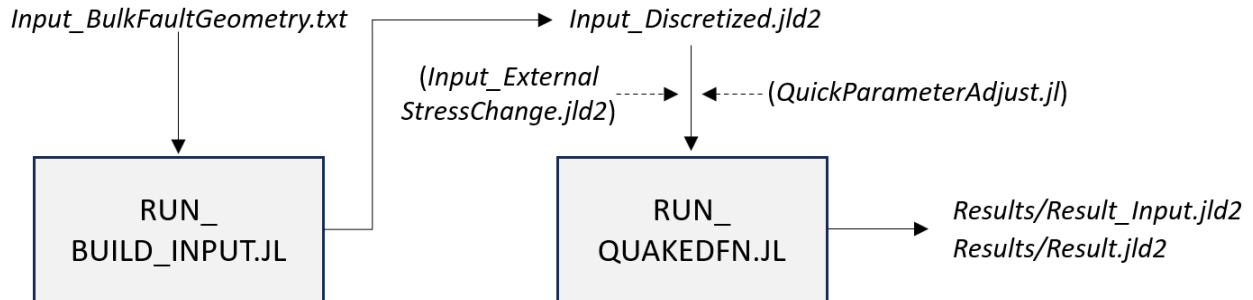 Input_BulkFaultGeometry.txt
Input_Discretized.jld2
(Input_External
StressChange.jld2)
(QuickParameterAdjust.jl)
RUN_
BUILD_INPUT.JL
RUN_
QUAKEDFN.JL
Results/Result_Input.jld2
Results/Result.jld2